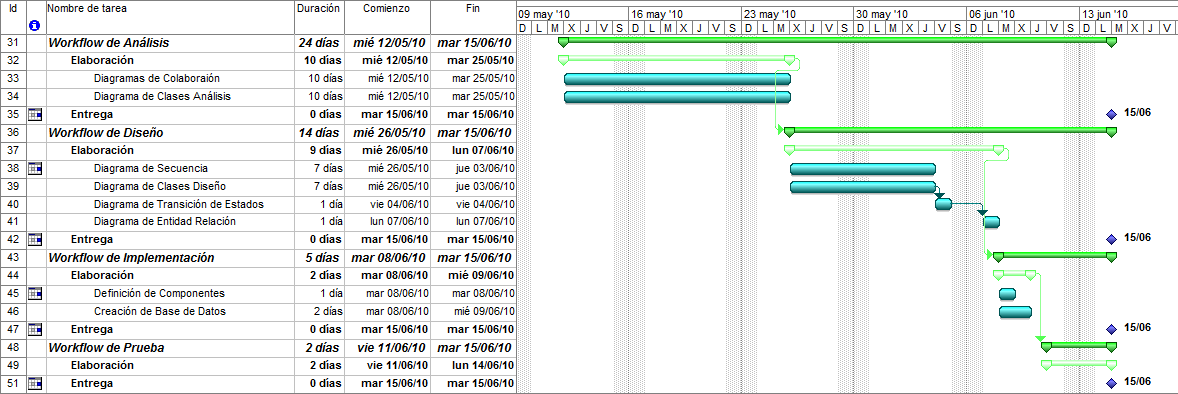 Id Nombre de tarea Duración Comienzo Fin 09 may '10 16 may '10 23 may '10 30 may '10 06 jun '10 13 jun '10
D L M M J V S D L M M J V S D L M M J V S D L M M J V S D L M M J V S D L M M J V
31 Workflow de Análisis 24 días mié 12/05/10 mar 15/06/10
32 Elaboración 10 días mié 12/05/10 mar 25/05/10
33 Diagramas de Colaboraión 10 días mié 12/05/10 mar 25/05/10
34 Diagrama de Clases Análisis 10 días mié 12/05/10 mar 25/05/10
35 Entrega 0 días mar 15/06/10 mar 15/06/10 15/06
36 Workflow de Diseño 14 días mié 26/05/10 mar 15/06/10
37 Elaboración 9 días mié 26/05/10 lun 07/06/10
38 Diagrama de Secuencia 7 días mié 26/05/10 jue 03/06/10
39 Diagrama de Clases Diseño 7 días mié 26/05/10 jue 03/06/10
40 Diagrama de Transición de Estados 1 día vie 04/06/10 vie 04/06/10
41 Diagrama de Entidad Relación 1 día lun 07/06/10 lun 07/06/10
42 Entrega 0 días mar 15/06/10 mar 15/06/10 15/06
43 Workflow de Implementación 5 días mar 08/06/10 mar 15/06/10
44 Elaboración 2 días mar 08/06/10 mié 09/06/10
45 Definición de Componentes 1 día mar 08/06/10 mar 08/06/10
46 Creación de Base de Datos 2 días mar 08/06/10 mié 09/06/10
47 Entrega 0 días mar 15/06/10 mar 15/06/10 15/06
48 Workflow de Prueba 2 días vie 11/06/10 mar 15/06/10
49 Elaboración 2 días vie 11/06/10 lun 14/06/10
51 Entrega 0 días mar 15/06/10 mar 15/06/10 15/06